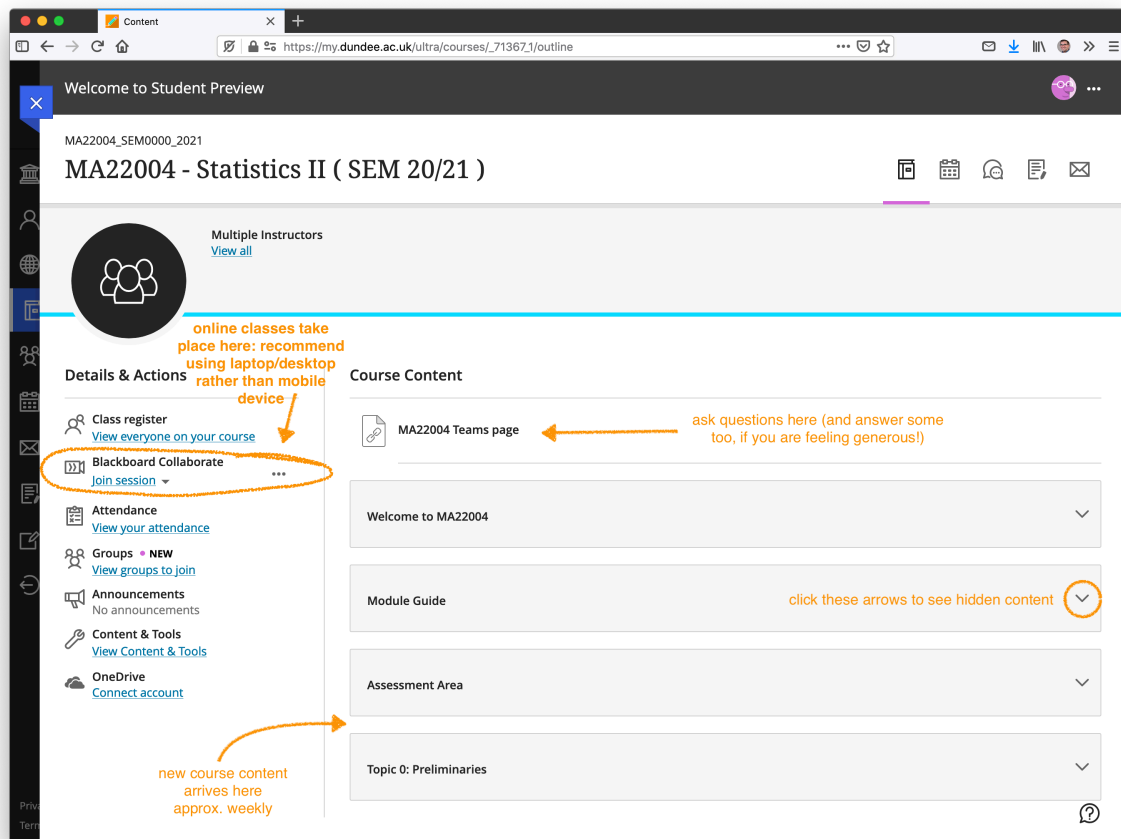 Content
https://my.dundee.ac.uk/ultra/courses/_71367_1/outline
Welcome to Student Preview
MA22004_SEM0000_2021
MA22004 - Statistics II ( SEM 20/21 )
Multiple Instructors
View all
online classes take
place here: recommend
using laptop/desktop
rather than mobile
device
Details & Actions
Class register
View everyone on your course
Blackboard Collaborate
Join session
Attendance
View your attendance
Groups • NEW
View groups to join
Announcements
No announcements
Content & Tools
View Content & Tools
OneDrive
Connect account
new course content
arrives here
approx. weekly
Course Content
MA22004 Teams page
ask questions here (and answer some
too, if you are feeling generous!)
Welcome to MA22004
Module Guide
click these arrows to see hidden content
Assessment Area
Topic 0: Preliminaries